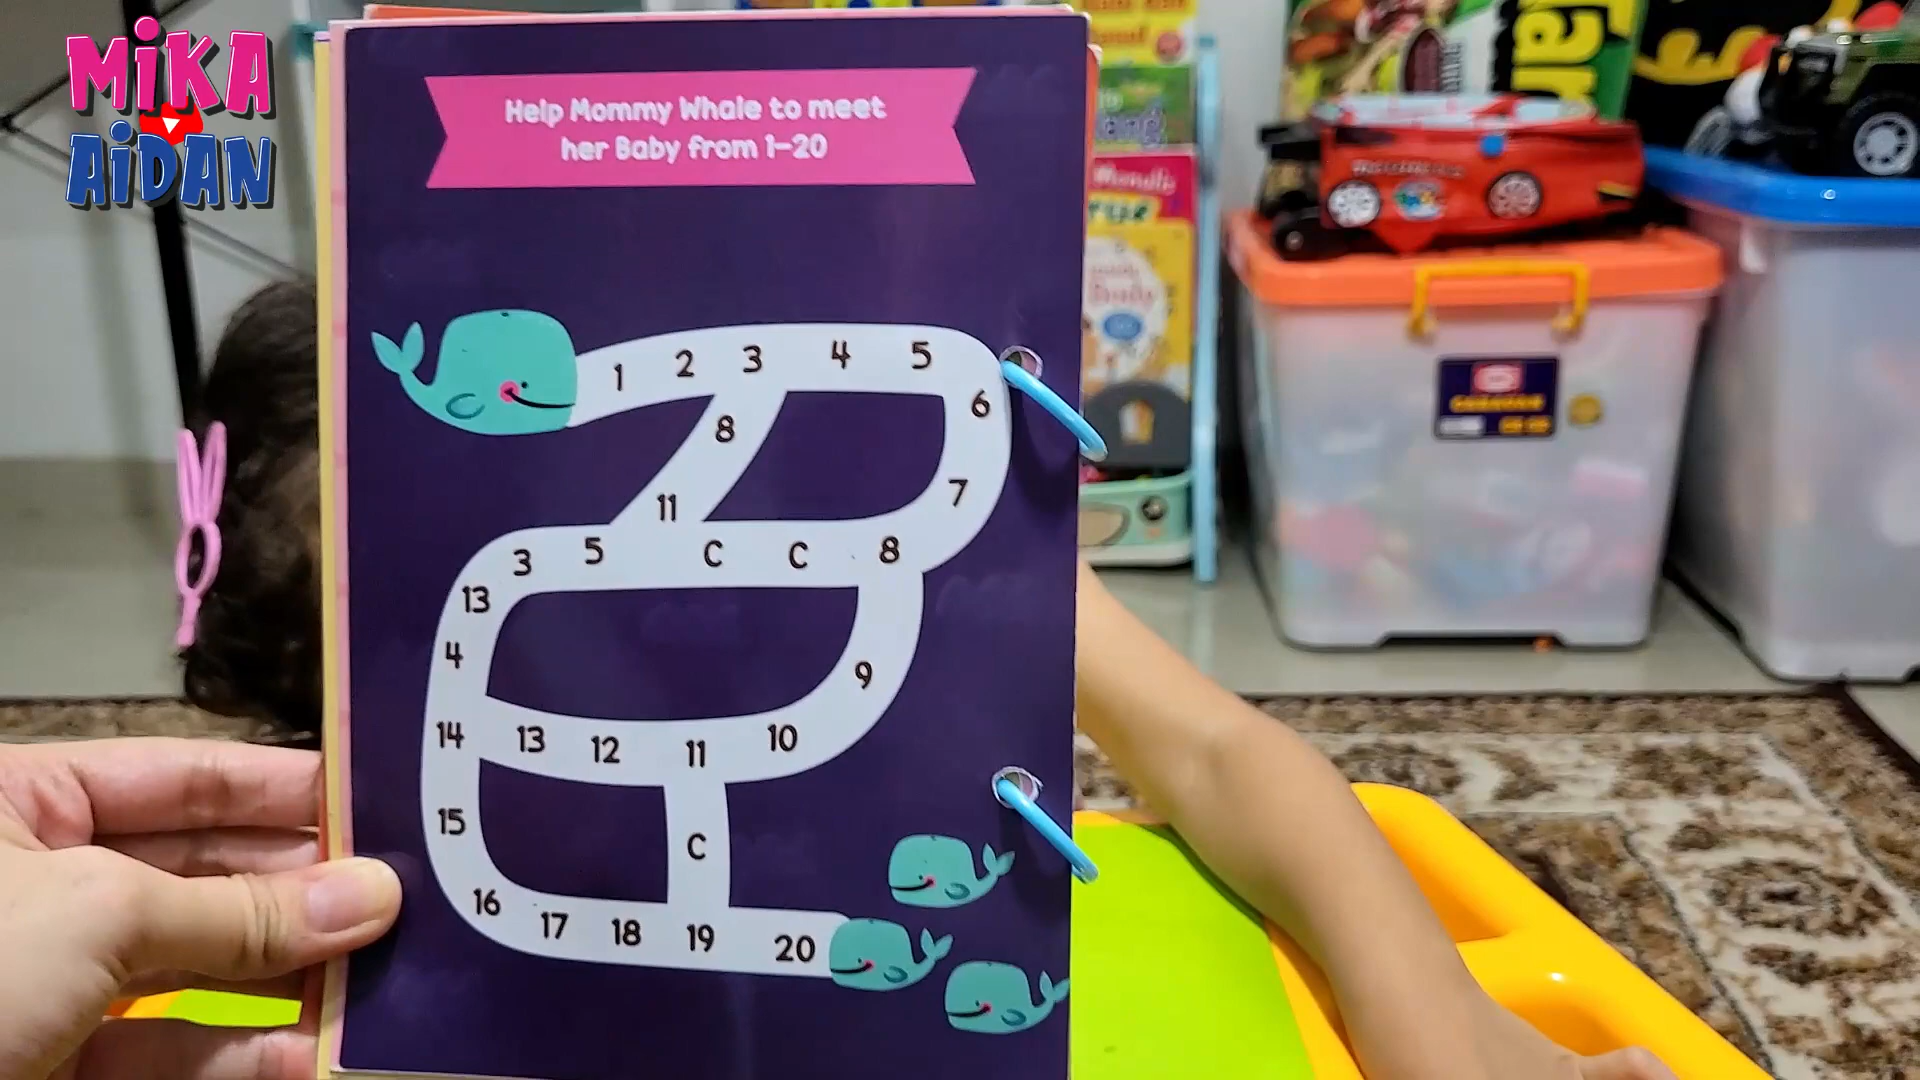 MiKA
AiDAN
Help Mommy Whale to meet
her Baby from 1-20
1 2 3 4 5
6
8
7
11
3 5 C C 8
13
4
9
14 13 12 11 10
15
C
16 17 18 19 20